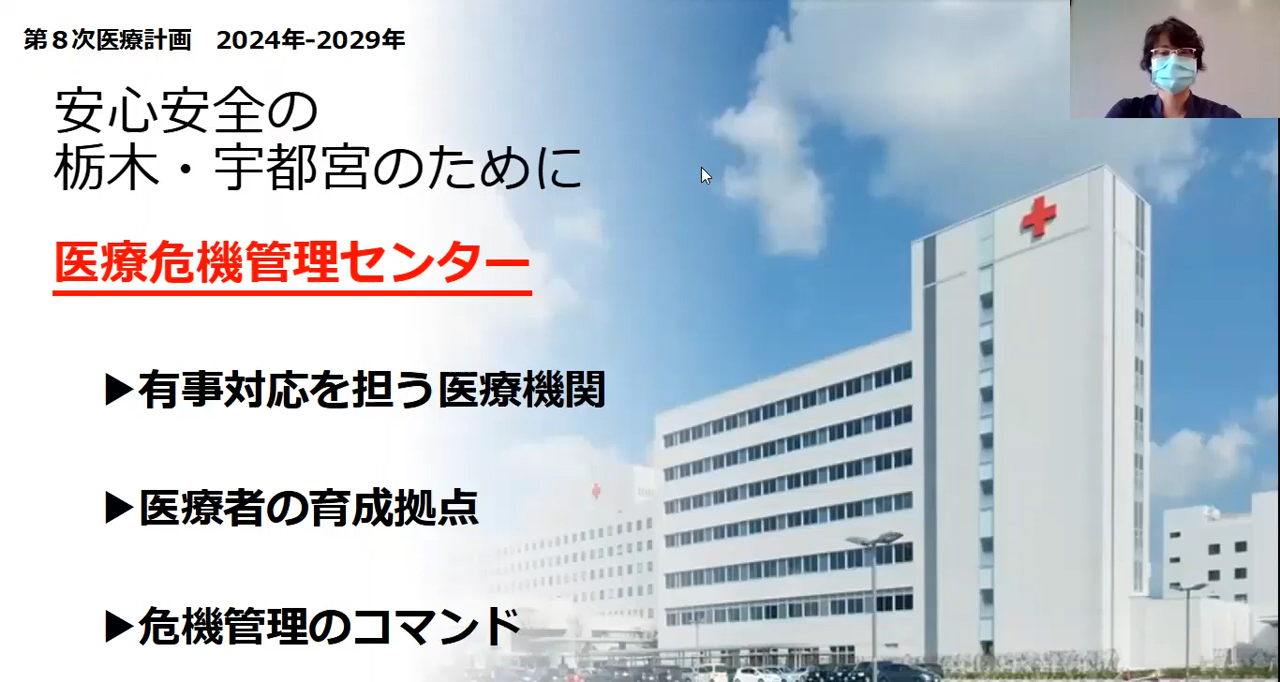 第８次医療計画　2024年-2029年
安心安全の
栃木・宇都宮のために
医療危機管理センター
▶有事対応を担う医療機関
▶医療者の育成拠点
▶危機管理のコマンド